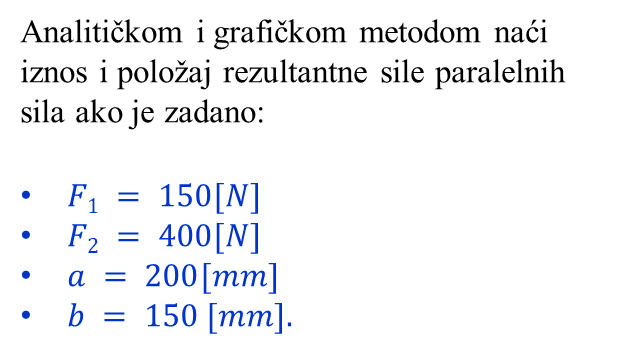 Analitičkom i grafičkom metodom naći
iznos i položaj rezultantne sile paralelnih
sila ako je zadano:
• F₁ = 150[N]
• F₂ = 400[N]
• a = 200[mm]
• b = 150 [mm].